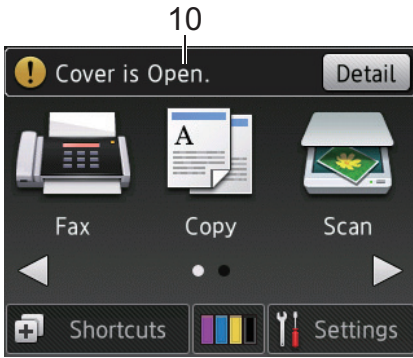 10
Cover is Open.
Detail
A
Fax
Copy
Scan
Shortcuts
Settings